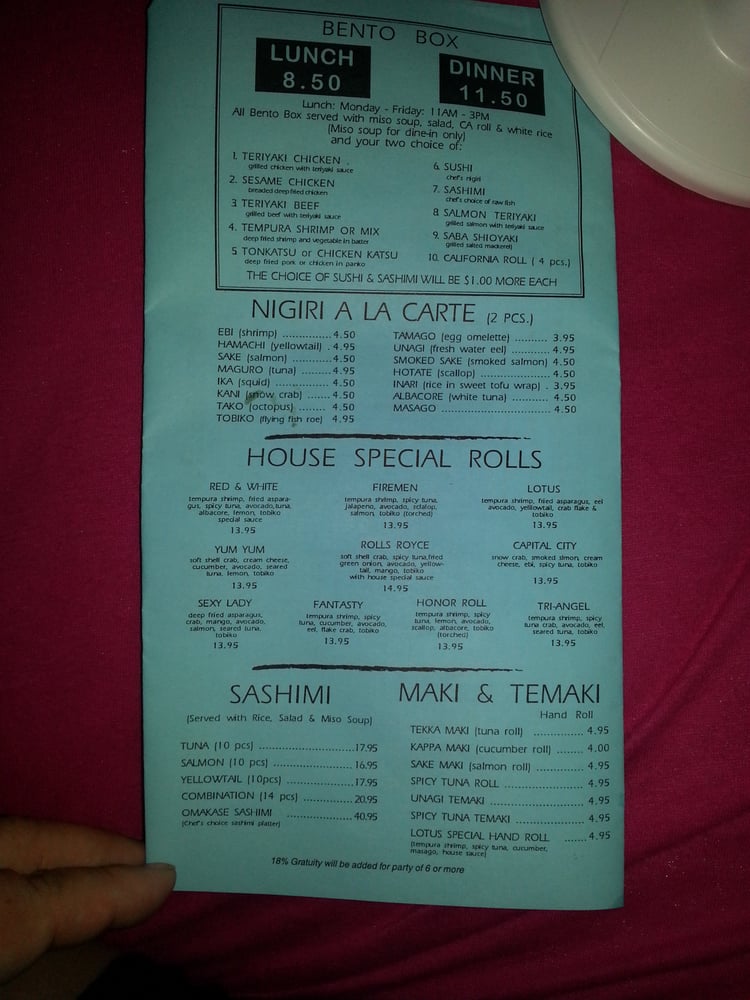 BENTO BOX
LUNCH
8.50
DINNER
11.50
Lunch: Monday - Friday: 11AM - 3PM
All Bento Box served with miso soup, salad, CA roll & white rice
(Miso soup for dine-in only)
and your two choice of:
1. TERIYAKI CHICKEN
grilled chicken with teriyaki sauce
2. SESAME CHICKEN
breaded deep fried chicken
3 TERIYAKI BEEF
grilled beef with teriyaki sauce
4. TEMPURA SHRIMP OR MIX
deep fried shrimp and vegetable in batter
5 TONKATSU or CHICKEN KATSU
deep fried pork or chicken in panko
6. SUSHI
chef's nigiri
7. SASHIMI
chef's choice of raw fish
8. SALMON TERIYAKI
grilled salmon with teriyaki sauce
9. SABA SHIOYAKI
grilled salted mackerel)
10. CALIFORNIA ROLL ( 4 pcs.)
THE CHOICE OF SUSHI & SASHIMI WILL BE $1.00 MORE EACH
NIGIRI A LA CARTE (2 PCS.)
EBI (shrimp) ............ 4.50
HAMACHI (yellowtail) . 4.95
SAKE (salmon) ........... 4.50
MAGURO (tuna) ......... 4.95
IKA (squid) ............... 4.50
KANI (snow crab) ...... 4.50
TAKO (octopus) ........ 4.50
TOBIKO (flying fish roe) 4.95
TAMAGO (egg omelette) ........... 3.95
UNAGI (fresh water eel) ........... 4.95
SMOKED SAKE (smoked salmon) 4.50
HOTATE (scallop) .................. 4.50
INARI (rice in sweet tofu wrap) . 3.95
ALBACORE (white tuna) ........... 4.50
MASAGO ............................ 4.50
HOUSE SPECIAL ROLLS
RED & WHITE
tempura shrimp, fried aspara-
gus, spicy tuna, avocado,tuna,
albacore, lemon, tobiko
special sauce
13.95
FIREMEN
tempura shrimp, spicy tuna,
jalapeno, avocado, sclalop,
salmon, tobiko (torched)
13.95
LOTUS
tempura shrimp, fried asparagus, eel
avocado, yellowtail, crab flake &
tobiko
13.95
YUM YUM
soft shell crab, cream cheese,
cucumber, avocado, seared
tuna, lemon, tobiko
13.95
ROLLS ROYCE
soft shell crab, spicy tuna,fried
green onion, avocado, yellow-
tail, mango, tobiko
with house special sauce
14.95
CAPITAL CITY
snow crab, smoked slmon, cream
cheese, ebi, spicy tuna, tobiko
13.95
SEXY LADY
deep fried asparagus,
crab, mango, avocado,
salmon, seared tuna,
tobiko
13.95
FANTASTY
tempura shrimp, spicy
tuna, cucumber, avocado,
eel, flake crab, tobiko
13.95
HONOR ROLL
tempura shrimp, spicy
tuna, lemon, avocado,
scallop, albacore, tobiko
(torched)
13.95
TRI-ANGEL
tempura shrimp, spicy
tuna crab, avocado, eel,
seared tuna, tobiko
13.95
SASHIMI
(Served with Rice, Salad & Miso Soup)
TUNA (10 pcs) .......................17.95
SALMON (10 pcs) ..................16.95
YELLOWTAIL (10pcs) ...............17.95
COMBINATION (14 pcs) ............20.95
OMAKASE SASHIMI ..................40.95
(Chef's choice sashimi platter)
MAKI & TEMAKI
Hand Roll
TEKKA MAKI (tuna roll) ............... 4.95
KAPPA MAKI (cucumber roll) ........ 4.00
SAKE MAKI (salmon roll) .............. 4.95
SPICY TUNA ROLL ..................... 4.95
UNAGI TEMAKI ........................ 4.95
SPICY TUNA TEMAKI .................. 4.95
LOTUS SPECIAL HAND ROLL ...... 4.95
(tempura shrimp, spicy tuna, cucumber,
masago, house sauce)
18% Gratuity will be added for party of 6 or more